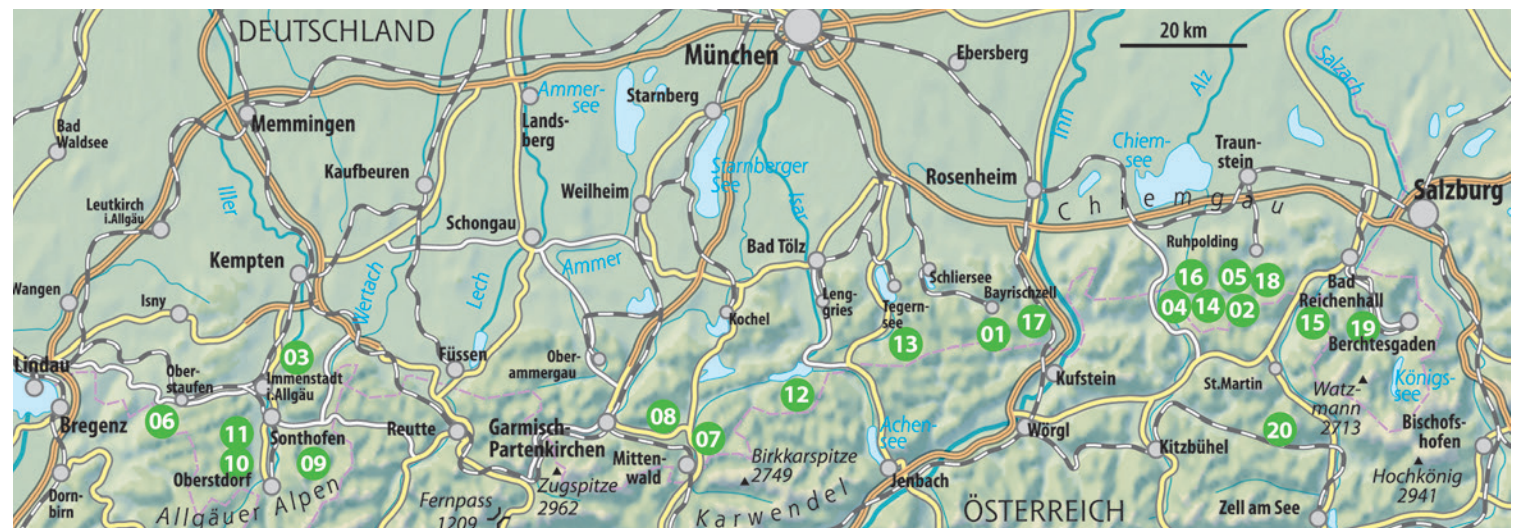 DEUTSCHLAND
München
Ebersberg
20 km
Alz
Salzach
Inn
Bad
Waldsee
Memmingen
Ammer-
see
Lands-
berg
Starnberg
Starnberger
See
Isar
Chiem-
see
Traun-
stein
Leutkirch
i.Allgäu
Iller
Kaufbeuren
Weilheim
Rosenheim
Chiemgau
Salzburg
Schongau
Bad Tölz
Ruhpolding
Kempten
Wertach
Lech
Ammer
Schliersee
Bayrischzell
16
05
18
Bad
Reichenhall
Wangen
Isny
Kochel
Leng-
gries
Tegern-
see
04
14
02
15
19
Berchtesgaden
01
17
13
03
Lindau
Ober-
staufen
Immenstadt
i.Allgäu
Füssen
Ober-
ammergau
Kufstein
St.Martin
Watz-
mann
2713
Königs-
see
12
06
Bregenz
11
10
Sonthofen
09
Oberstdorf
Reutte
Garmisch-
Partenkirchen
08
07
Mitten-
wald
Birkkarspitze
2749
Achen-
see
Wörgl
Kitzbühel
20
Bischofs-
hofen
Dorn-
birn
Allgäuer Alpen
Fernpass
1209
Zugspitze
2962
Karwendel
Jenbach
ÖSTERREICH
Zell am See
Hochkönig
2941